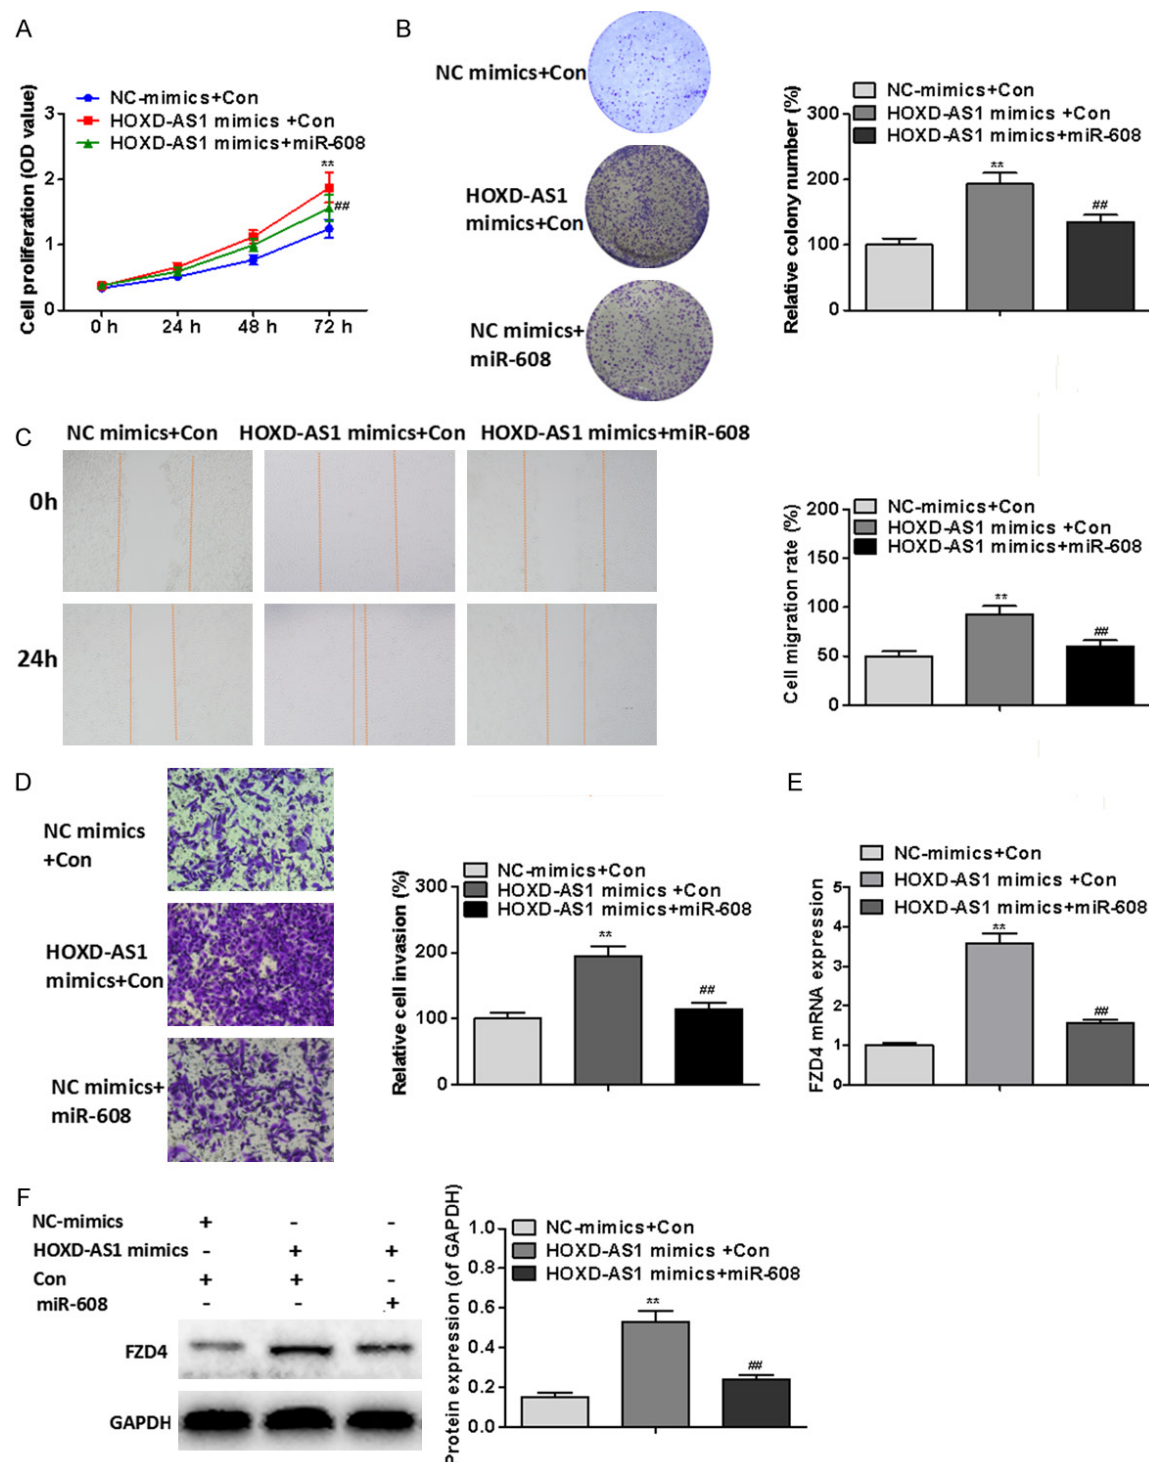 A
Cell proliferation (OD value)
NC-mimics+Con
HOXD-AS1 mimics +Con
HOXD-AS1 mimics+miR-608
3
2
1
0
**
##
0 h 24 h 48 h 72 h
B
NC mimics+Con
HOXD-AS1
mimics+Con
NC mimics+
miR-608
Relative colony number (%)
NC-mimics+Con
HOXD-AS1 mimics +Con
HOXD-AS1 mimics+miR-608
300
200
100
0
**
##
C
NC mimics+Con HOXD-AS1 mimics+Con HOXD-AS1 mimics+miR-608
0h
24h
Cell migration rate (%)
NC-mimics+Con
HOXD-AS1 mimics +Con
HOXD-AS1 mimics+miR-608
200
150
100
50
0
**
##
D
NC mimics
+Con
HOXD-AS1
mimics+Con
NC mimics+
miR-608
Relative cell invasion (%)
NC-mimics+Con
HOXD-AS1 mimics +Con
HOXD-AS1 mimics+miR-608
300
200
100
0
**
##
E
FZD4 mRNA expression
NC-mimics+Con
HOXD-AS1 mimics +Con
HOXD-AS1 mimics+miR-608
5
4
3
2
1
0
**
##
F
NC-mimics + - -
HOXD-AS1 mimics - + +
Con + + -
miR-608 - - +
FZD4
GAPDH
Protein expression (of GAPDH)
NC-mimics+Con
HOXD-AS1 mimics +Con
HOXD-AS1 mimics+miR-608
1.0
0.8
0.6
0.4
0.2
0.0
**
##